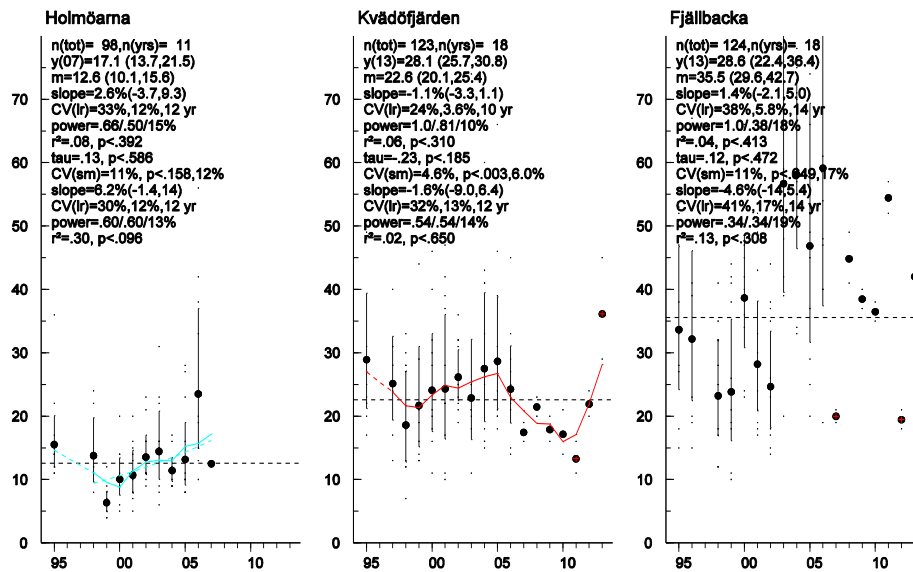 Holmöarna
n(tot)= 98,n(yrs)= 11
y(07)=17.1 (13.7,21.5)
m=12.6 (10.1,15.6)
slope=2.6%(-3.7,9.3)
CV(lr)=33%,12%,12 yr
power=.66/.50/15%
r²=.08, p<.392
tau=.13, p<.586
CV(sm)=11%, p<.158,12%
slope=6.2%(-1.4,14)
CV(lr)=30%,12%,12 yr
power=.60/.60/13%
r²=.30, p<.096
70
60
50
40
30
20
10
0
95 00 05 10
Kvädöfjärden
n(tot)= 123,n(yrs)= 18
y(13)=28.1 (25.7,30.8)
m=22.6 (20.1,25.4)
slope=-1.1%(-3.3,1.1)
CV(lr)=24%,3.6%,10 yr
power=1.0/.81/10%
r²=.06, p<.310
tau=-.23, p<.185
CV(sm)=4.6%, p<.003,6.0%
slope=-1.6%(-9.0,6.4)
CV(lr)=32%,13%,12 yr
power=.54/.54/14%
r²=.02, p<.650
70
60
50
40
30
20
10
0
95 00 05 10
Fjällbacka
n(tot)= 124,n(yrs)= 18
y(13)=28.6 (22.4,36.4)
m=35.5 (29.6,42.7)
slope=1.4%(-2.1,5.0)
CV(lr)=38%,5.8%,14 yr
power=1.0/.38/18%
r²=.04, p<.413
tau=.12, p<.472
CV(sm)=11%, 17%
slope=-4.6%(-14,5.4)
CV(lr)=41%,17%,14 yr
power=.34/.34/19%
r²=.13, p<.308
70
60
50
40
30
20
10
0
95 00 05 10